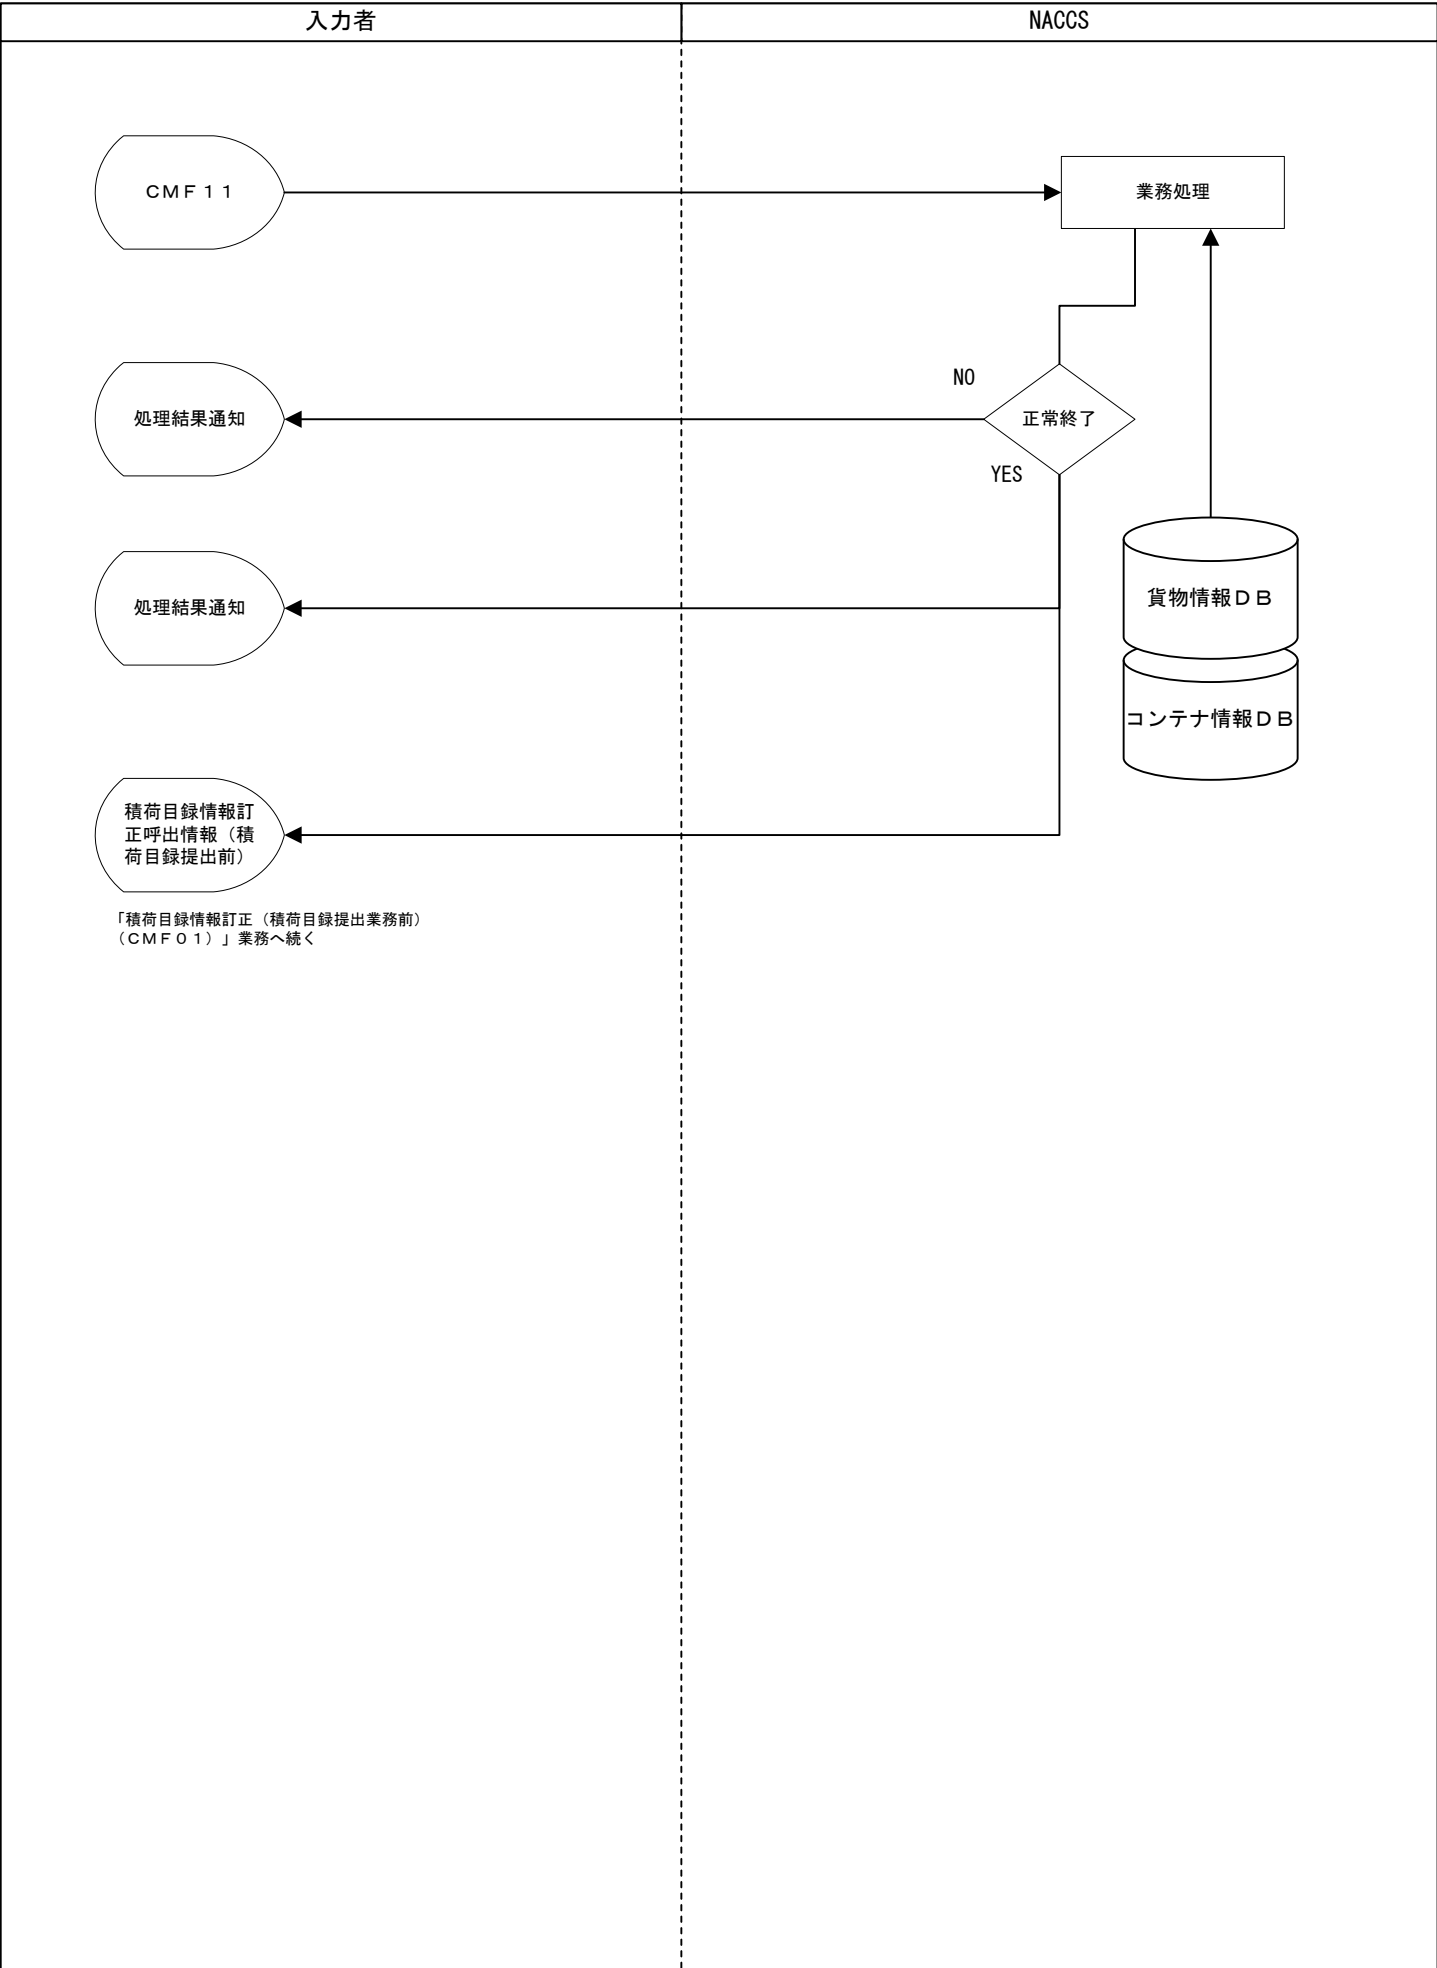 入力者
NACCS
ＣＭＦ１１
業務処理
NO
処理結果通知
正常終了
YES
処理結果通知
貨物情報ＤＢ
コンテナ情報ＤＢ
積荷目録情報訂
正呼出情報（積
荷目録提出前）
「積荷目録情報訂正（積荷目録提出業務前）
（ＣＭＦ０１）」業務へ続く